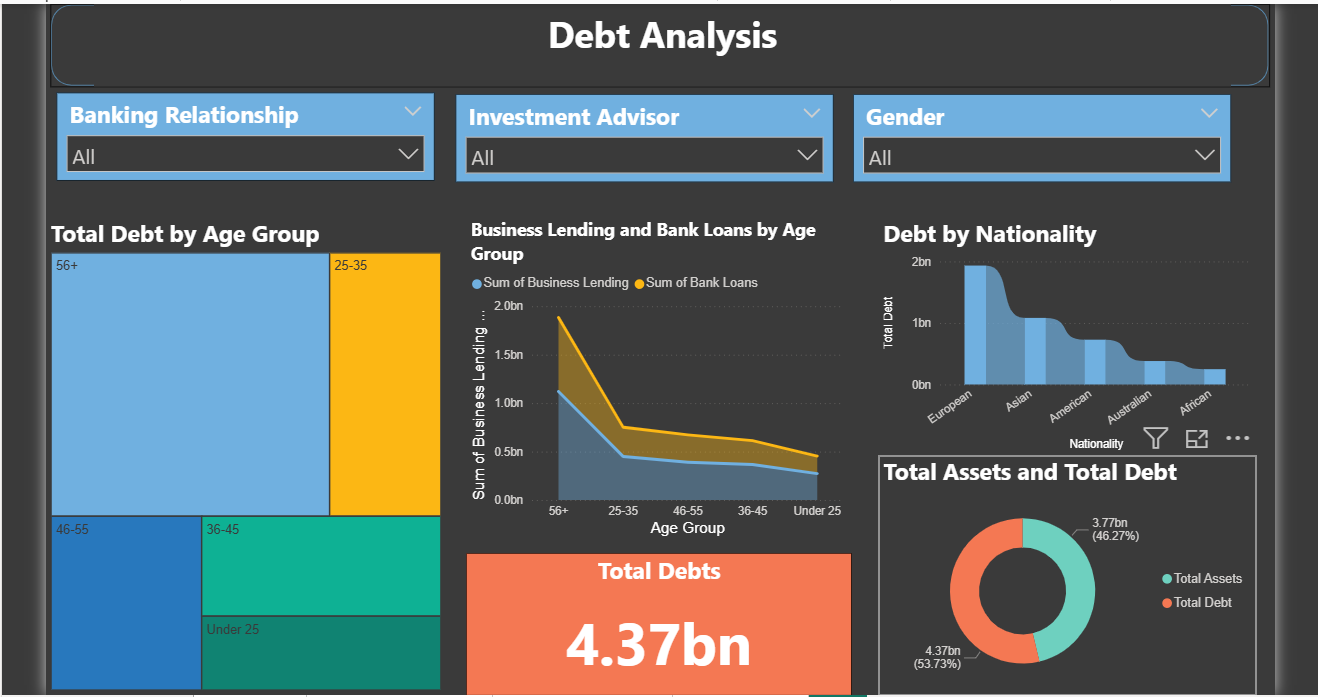 Debt Analysis
Banking Relationship
All
Investment Advisor
All
Gender
All
Total Debt by Age Group
56+
25-35
46-55
36-45
Under 25
Business Lending and Bank Loans by Age
Group
Sum of Business Lending
Sum of Bank Loans
Sum of Business Lending ...
2.0bn
1.5bn
1.0bn
0.5bn
0.0bn
56+
25-35
46-55
36-45
Under 25
Age Group
Total Debts
4.37bn
Debt by Nationality
Total Debt
2bn
1bn
0bn
European
Asian
American
Australian
African
Nationality
Total Assets and Total Debt
3.77bn
(46.27%)
4.37bn
(53.73%)
Total Assets
Total Debt